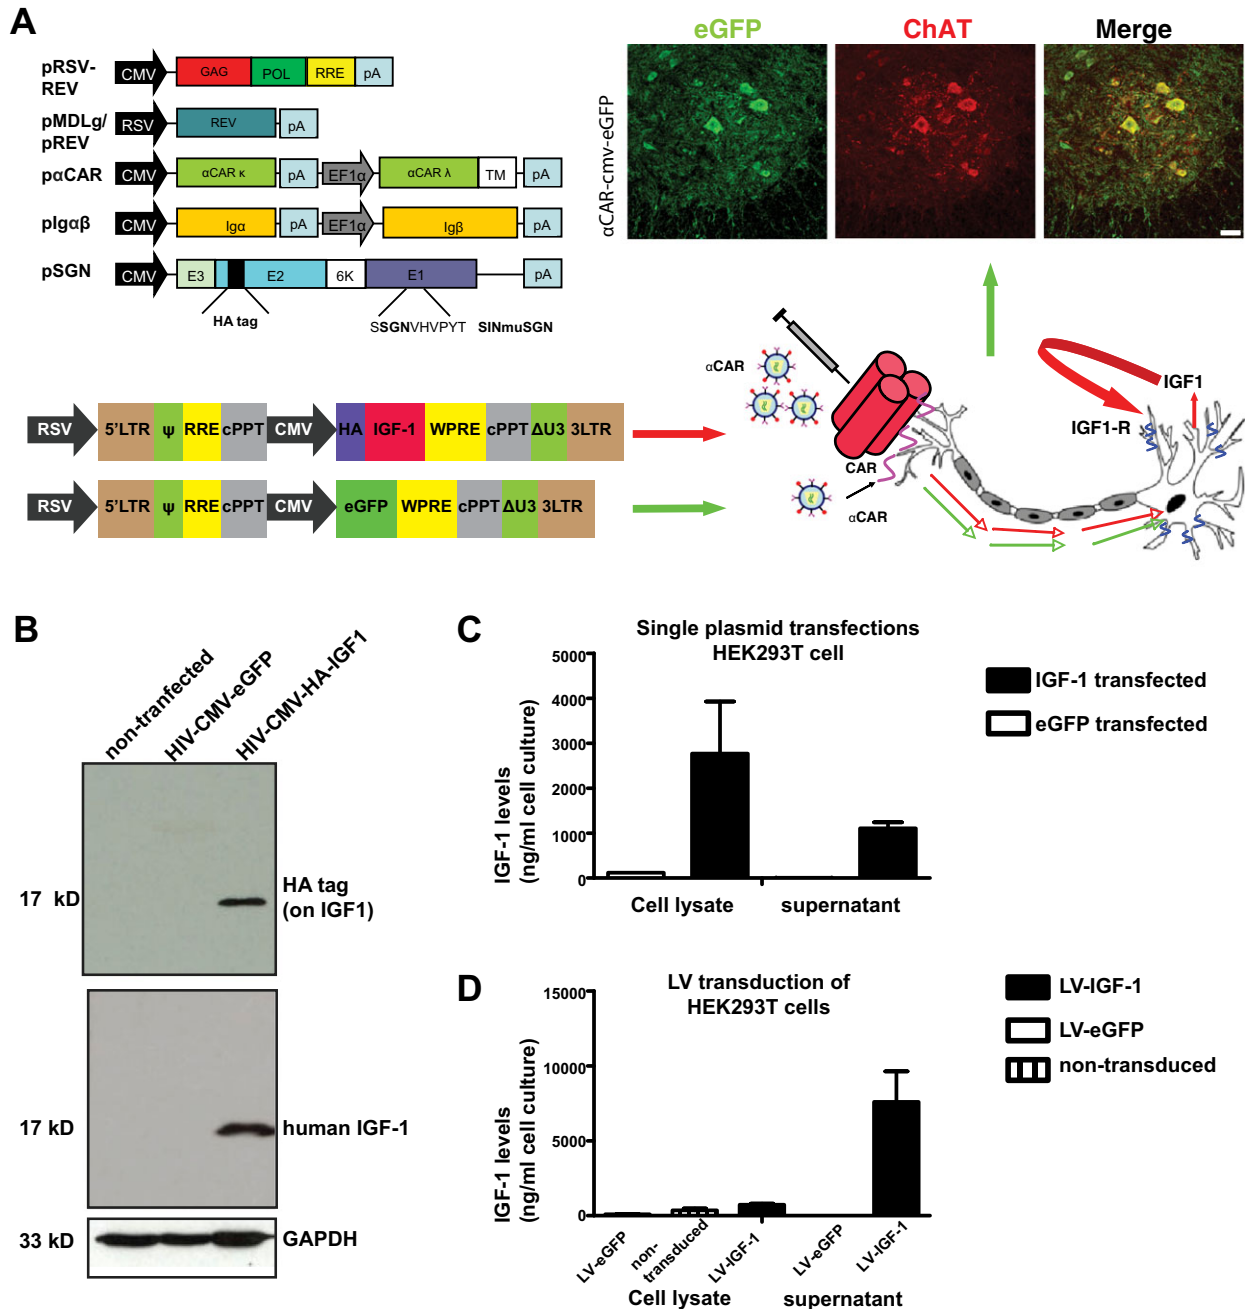 A
eGFP
ChAT
Merge
αCAR-cmv-eGFP
pRSV-
REV
CMV
GAG
POL
RRE
pA
pMDLg/
pREV
RSV
REV
pA
pαCAR
CMV
αCAR κ
pA
EF1α
αCAR λ
TM
pA
pIgαβ
CMV
Igα
pA
EF1α
Igβ
pA
pSGN
CMV
E3
E2
6K
E1
pA
HA tag
SSGNVHVPYT
SINmuSGN
RSV
5'LTR
ψ
RRE
cPPT
CMV
HA
IGF-1
WPRE
cPPT
ΔU3
3LTR
RSV
5'LTR
ψ
RRE
cPPT
CMV
eGFP
WPRE
cPPT
ΔU3
3LTR
αCAR
CAR
αCAR
IGF1
IGF1-R
B
non-tranfected
HIV-CMV-eGFP
HIV-CMV-HA-IGF1
17 kD
HA tag
(on IGF1)
17 kD
human IGF-1
33 kD
GAPDH
C
Single plasmid transfections
HEK293T cell
IGF-1 levels
(ng/ml cell culture)
5000
4000
3000
2000
1000
0
Cell lysate
supernatant
IGF-1 transfected
eGFP transfected
D
LV transduction of
HEK293T cells
IGF-1 levels
(ng/ml cell culture)
15000
10000
5000
0
LV-eGFP
non-
transduced
LV-IGF-1
LV-eGFP
LV-IGF-1
Cell lysate
supernatant
LV-IGF-1
LV-eGFP
non-transduced